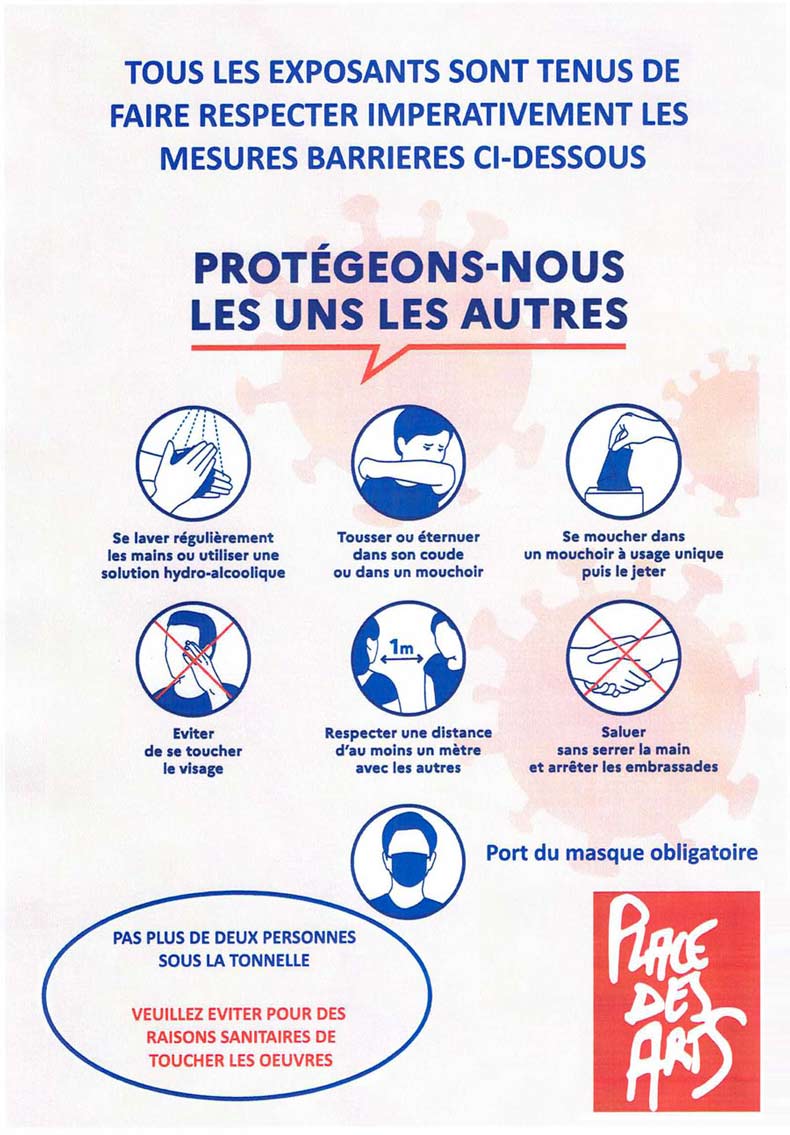 TOUS LES EXPOSANTS SONT TENUS DE
FAIRE RESPECTER IMPERATIVEMENT LES
MESURES BARRIERES CI-DESSOUS
PROTÉGEONS-NOUS
LES UNS LES AUTRES
Se laver régulièrement
les mains ou utiliser une
solution hydro-alcoolique
Tousser ou éternuer
dans son coude
ou dans un mouchoir
Se moucher dans
un mouchoir à usage unique
puis le jeter
1m
Eviter
de se toucher
le visage
Respecter une distance
d'au moins un mètre
avec les autres
Saluer
sans serrer la main
et arrêter les embrassades
Port du masque obligatoire
PAS PLUS DE DEUX PERSONNES
SOUS LA TONNELLE
VEUILLEZ EVITER POUR DES
RAISONS SANITAIRES DE
TOUCHER LES OEUVRES
PLACE
DES
ARTS